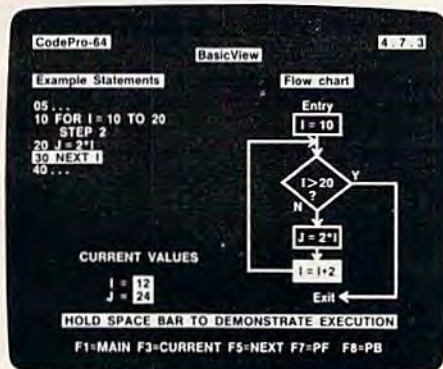 CodePro-64
4.7.3
BasicView
Example Statements
05...
10 FOR I = 10 TO 20
STEP 2
20 J = 2*I
30 NEXT I
40...
CURRENT VALUES
I = 12
J = 24
Flow chart
Entry
I = 10
I>20
?
Y
N
J = 2*I
I = I+2
Exit
HOLD SPACE BAR TO DEMONSTRATE EXECUTION
F1=MAIN F3=CURRENT F5=NEXT F7=PF F8=PB